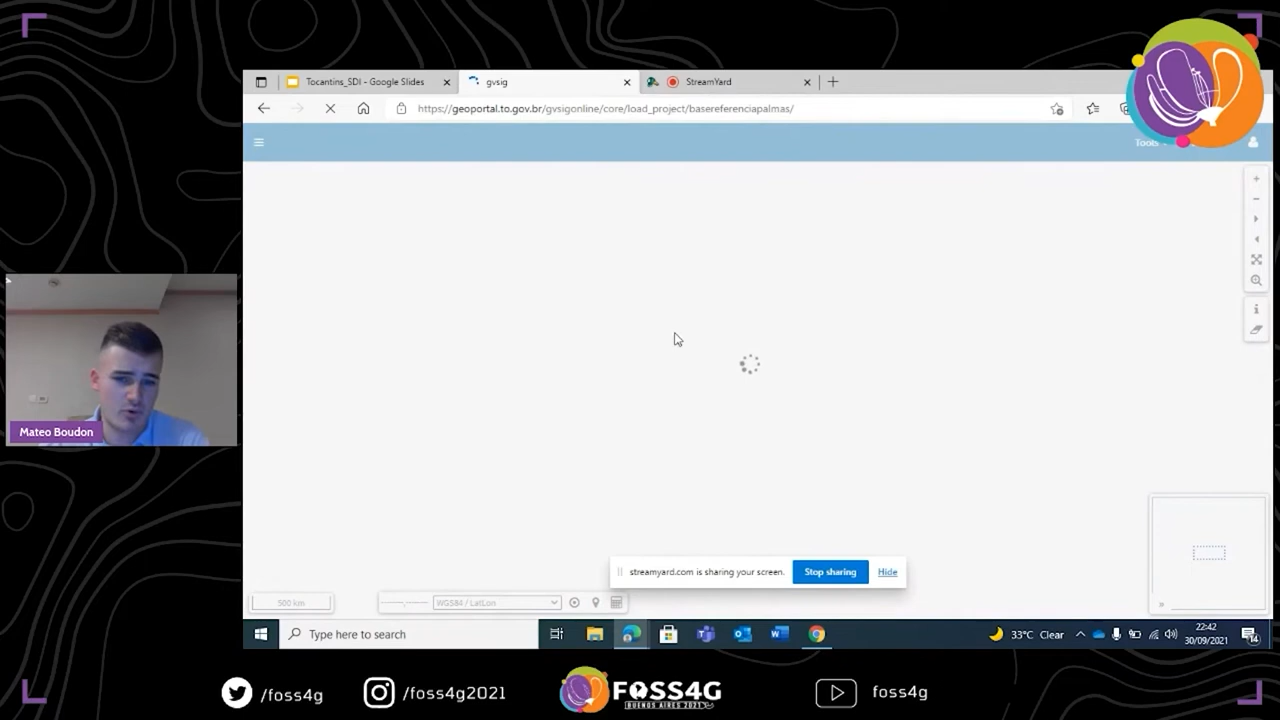 Tocantins_SDI - Google Slides
gvsig
StreamYard
https://geoportal.to.gov.br/gvsigonline/core/load_project/basereferenciapalmas/
Tools
Mateo Boudon
streamyard.com is sharing your screen.
Stop sharing
Hide
500 km
WGS84 / LatLon
Type here to search
33°C Clear
22:42
30/09/2021
14
/foss4g
/foss4g2021
FOSS4G
BUENOS AIRES 2021
foss4g